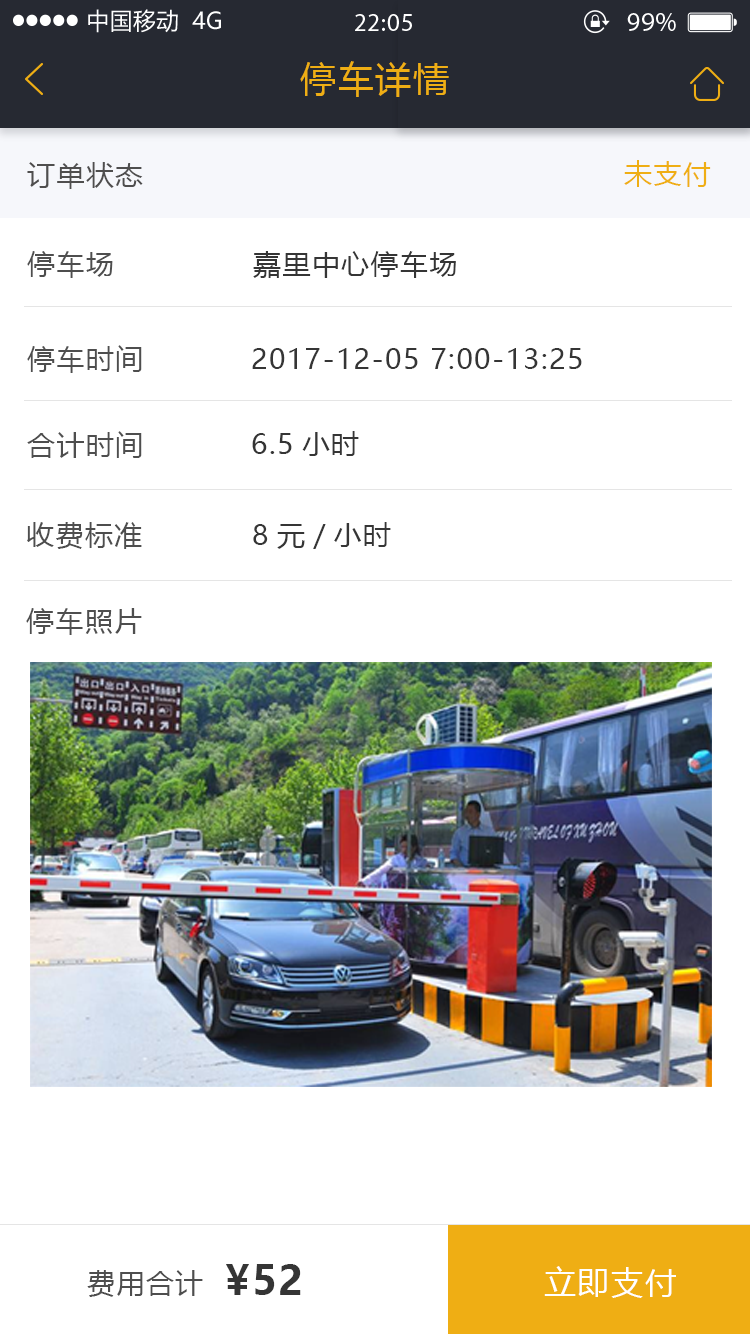 中国移动 4G 22:05 99%
停车详情
订单状态 未支付
停车场 嘉里中心停车场
停车时间 2017-12-05 7:00-13:25
合计时间 6.5 小时
收费标准 8 元 / 小时
停车照片
出口 出口 入口
费用合计 ¥52 立即支付